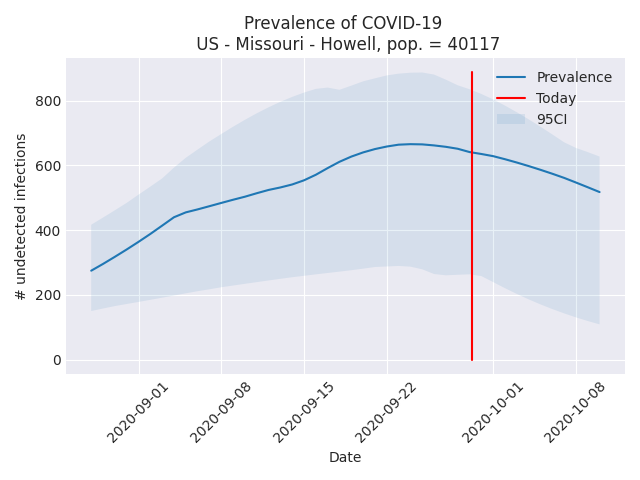 Prevalence of COVID-19
US - Missouri - Howell, pop. = 40117
Prevalence
Today
95CI
# undetected infections
800
600
400
200
0
2020-09-01
2020-09-08
2020-09-15
2020-09-22
2020-10-01
2020-10-08
Date